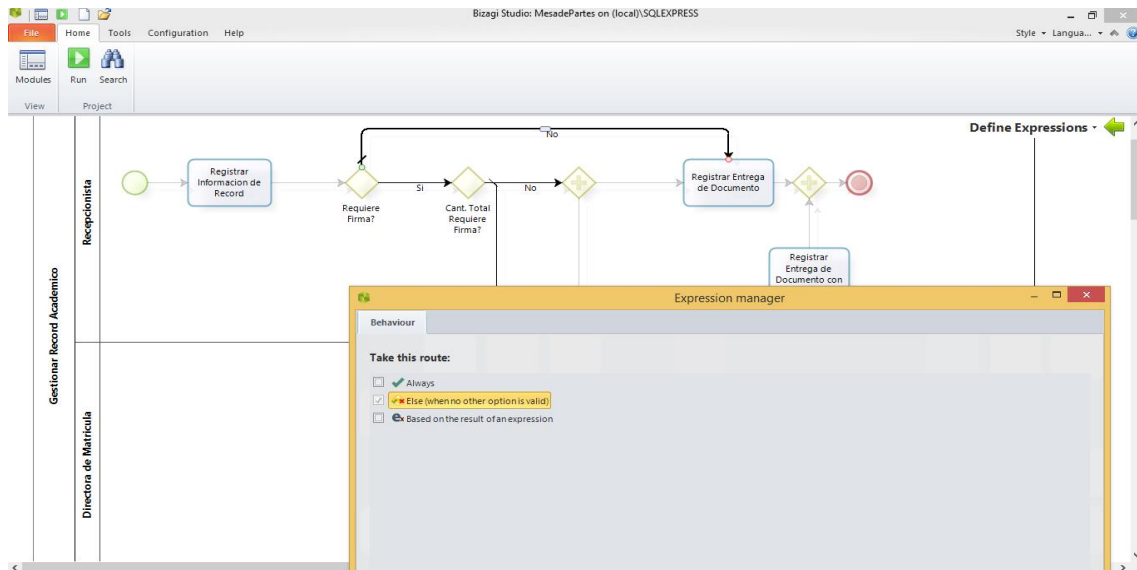 Bizagi Studio: MesadePartes on (local)\SQLEXPRESS
File Home Tools Configuration Help
Style Langua...
Modules Run Search
View Project
Define Expressions
No
Registrar
Informacion de
Record
Requiere
Firma?
Si
Cant. Total
Requiere
Firma?
No
Registrar Entrega
de Documento
Registrar
Entrega de
Documento con
Recepcionista
Gestionar Record Academico
Directora de Matrícula
Expression manager
Behaviour
Take this route:
Always
Else (when no other option is valid)
Based on the result of an expression